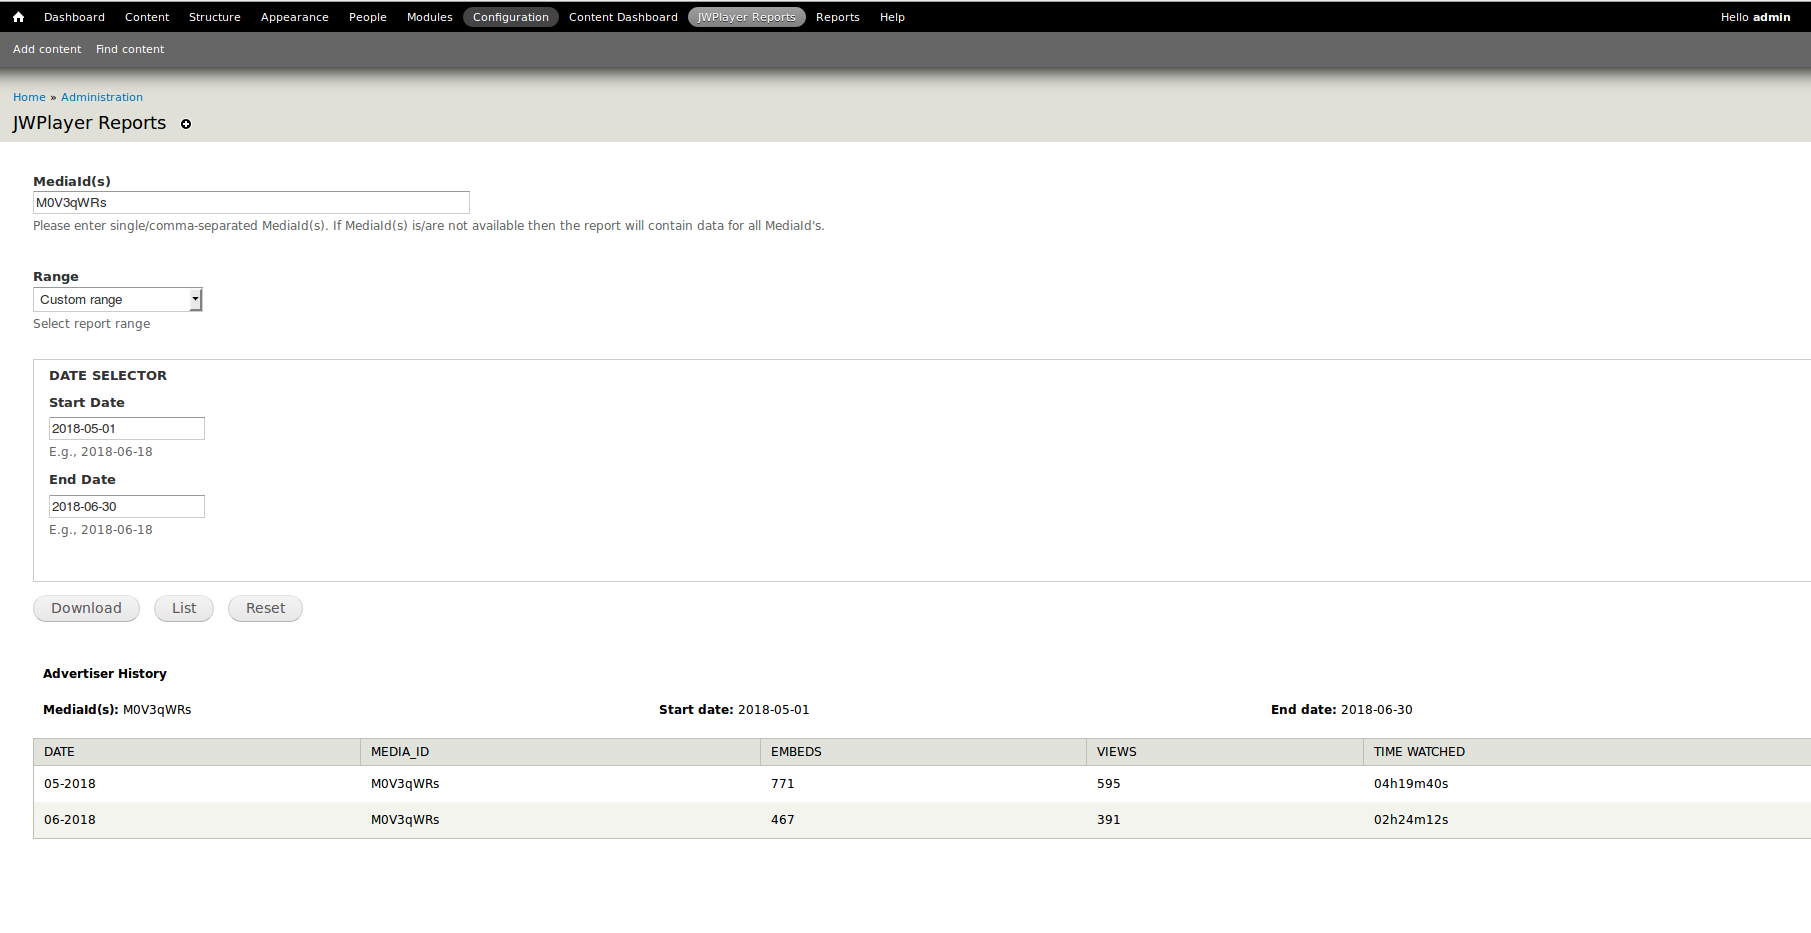 Dashboard Content Structure Appearance People Modules Configuration Content Dashboard JWPlayer Reports Reports Help Hello admin
Add content Find content
Home » Administration
JWPlayer Reports
MediaId(s)
M0V3qWRs
Please enter single/comma-separated MediaId(s). If MediaId(s) is/are not available then the report will contain data for all MediaId's.
Range
Custom range
Select report range
DATE SELECTOR
Start Date
2018-05-01
E.g., 2018-06-18
End Date
2018-06-30
E.g., 2018-06-18
Download List Reset
Advertiser History
MediaId(s): M0V3qWRs Start date: 2018-05-01 End date: 2018-06-30
DATE MEDIA_ID EMBEDS VIEWS TIME WATCHED
05-2018 M0V3qWRs 771 595 04h19m40s
06-2018 M0V3qWRs 467 391 02h24m12s